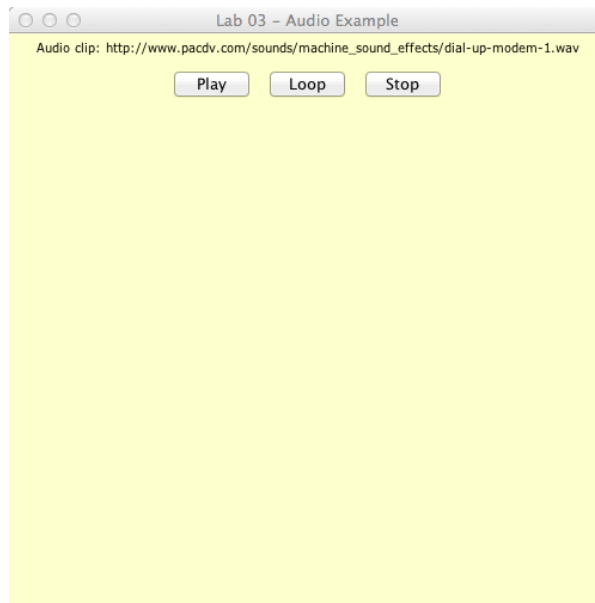 Lab 03 – Audio Example
Audio clip: http://www.pacdv.com/sounds/machine_sound_effects/dial-up-modem-1.wav
Play Loop Stop